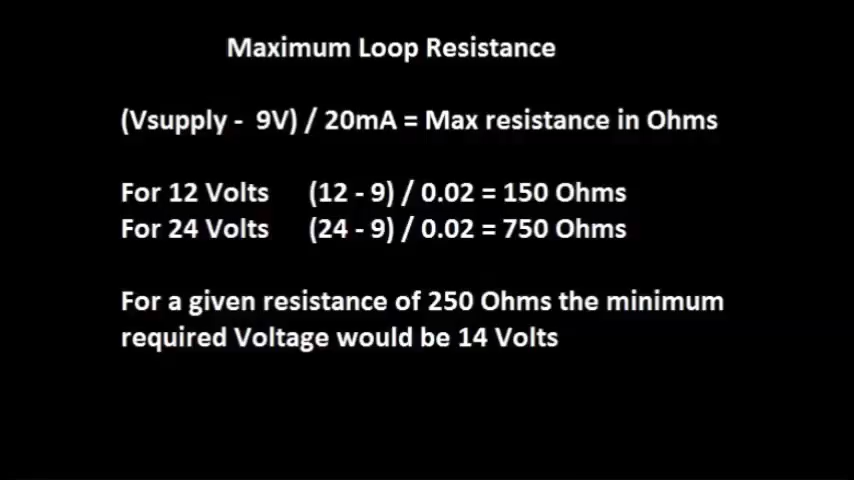 Maximum Loop Resistance
(Vsupply - 9V) / 20mA = Max resistance in Ohms
For 12 Volts (12 - 9) / 0.02 = 150 Ohms
For 24 Volts (24 - 9) / 0.02 = 750 Ohms
For a given resistance of 250 Ohms the minimum
required Voltage would be 14 Volts